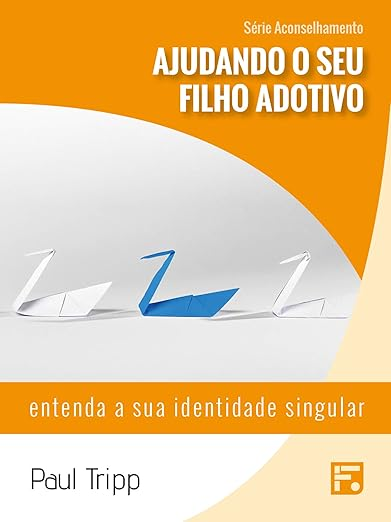 Série Aconselhamento
AJUDANDO O SEU
FILHO ADOTIVO
entenda a sua identidade singular
Paul Tripp